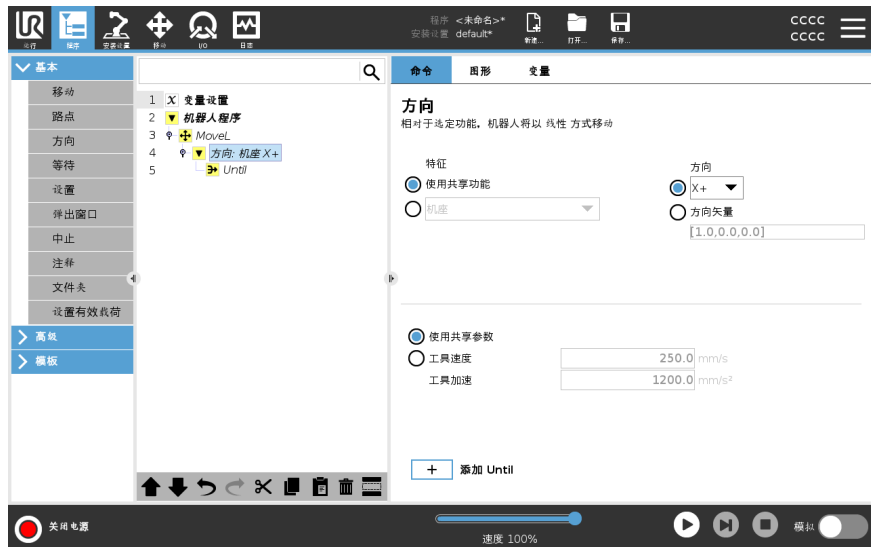 UR
运行
程序
安装设置
移动
I/O
日志
程序 <未命名>*
安装设置 default*
新建...
打开...
保存...
cccc
cccc
基本
移动
路点
方向
等待
设置
弹出窗口
中止
注释
文件夹
设置有效载荷
高级
模板
1 x 变量设置
2 机器人程序
3 MoveL
4 方向: 机座 X+
5 Until
命令 图形 变量
方向
相对于选定功能，机器人将以 线性 方式移动
特征
使用共享功能
机座
方向
X+
方向矢量
[1.0,0.0,0.0]
使用共享参数
工具速度 250.0 mm/s
工具加速 1200.0 mm/s²
+ 添加 Until
关闭电源
速度 100%
模拟